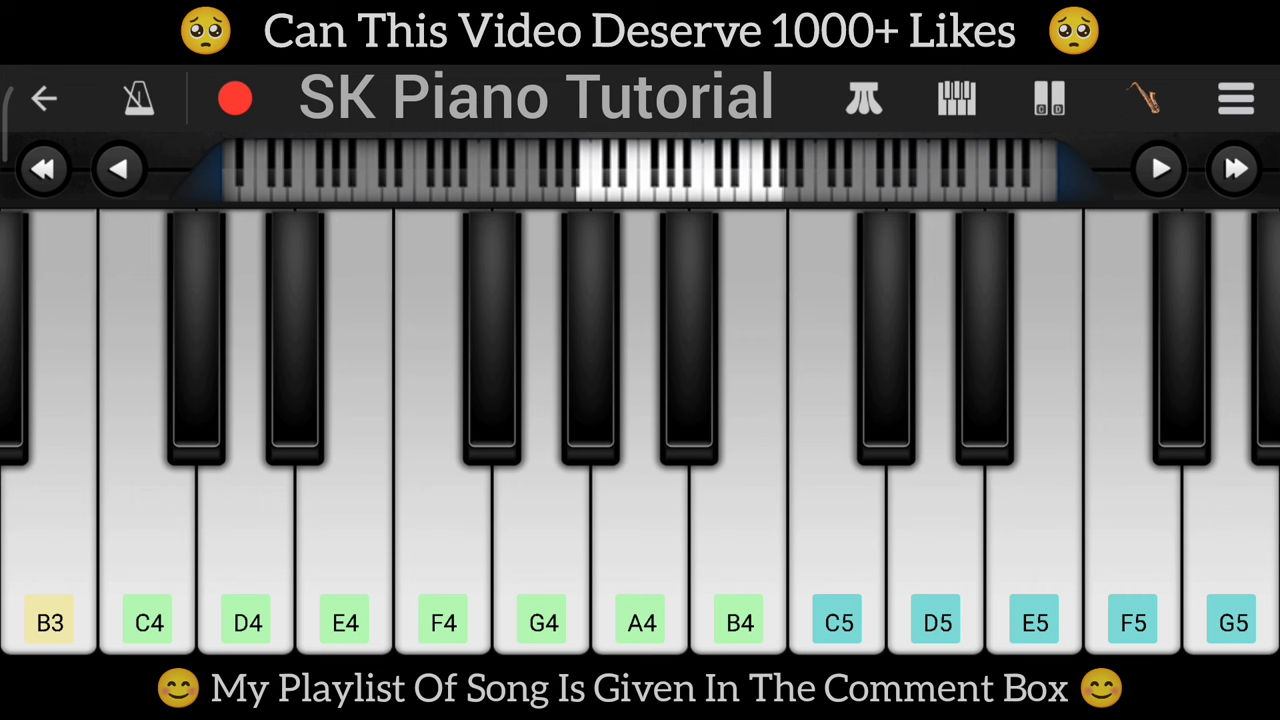 🥺 Can This Video Deserve 1000+ Likes 🥺
SK Piano Tutorial
C D
B3 C4 D4 E4 F4 G4 A4 B4 C5 D5 E5 F5 G5
😊 My Playlist Of Song Is Given In The Comment Box 😊